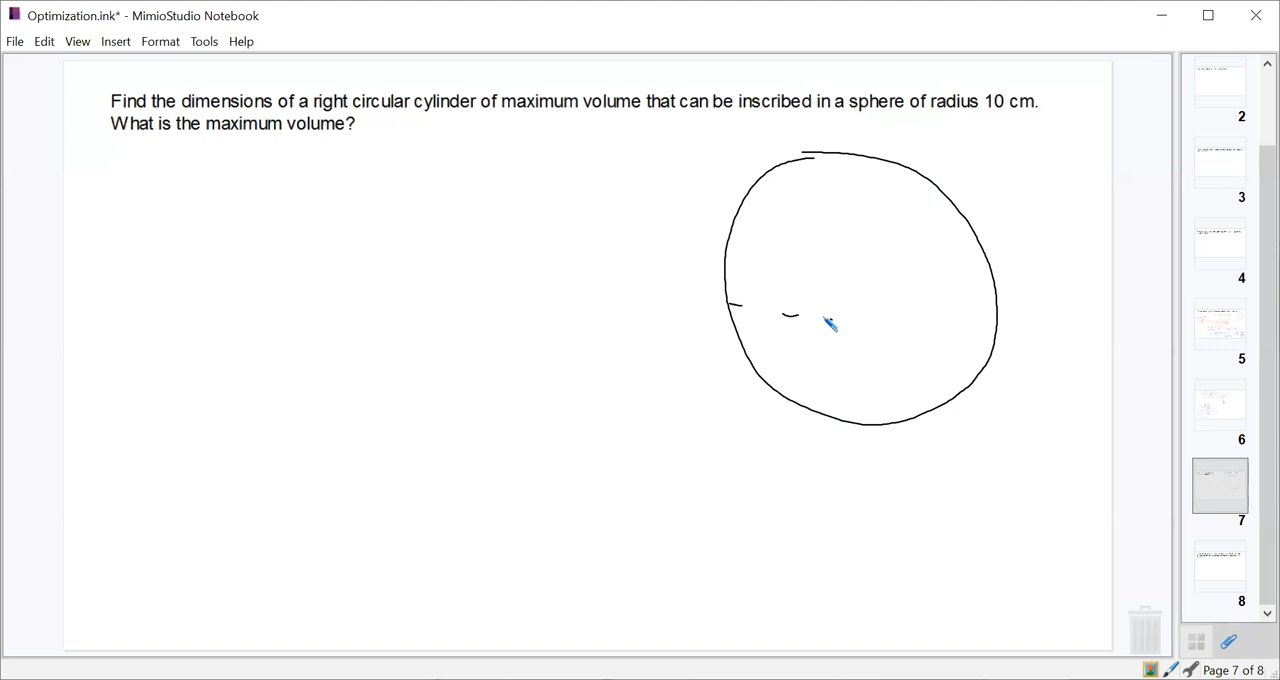 Optimization.ink* - MimioStudio Notebook
File Edit View Insert Format Tools Help
Find the dimensions of a right circular cylinder of maximum volume that can be inscribed in a sphere of radius 10 cm.
What is the maximum volume?
2
3
4
5
6
7
8
Page 7 of 8